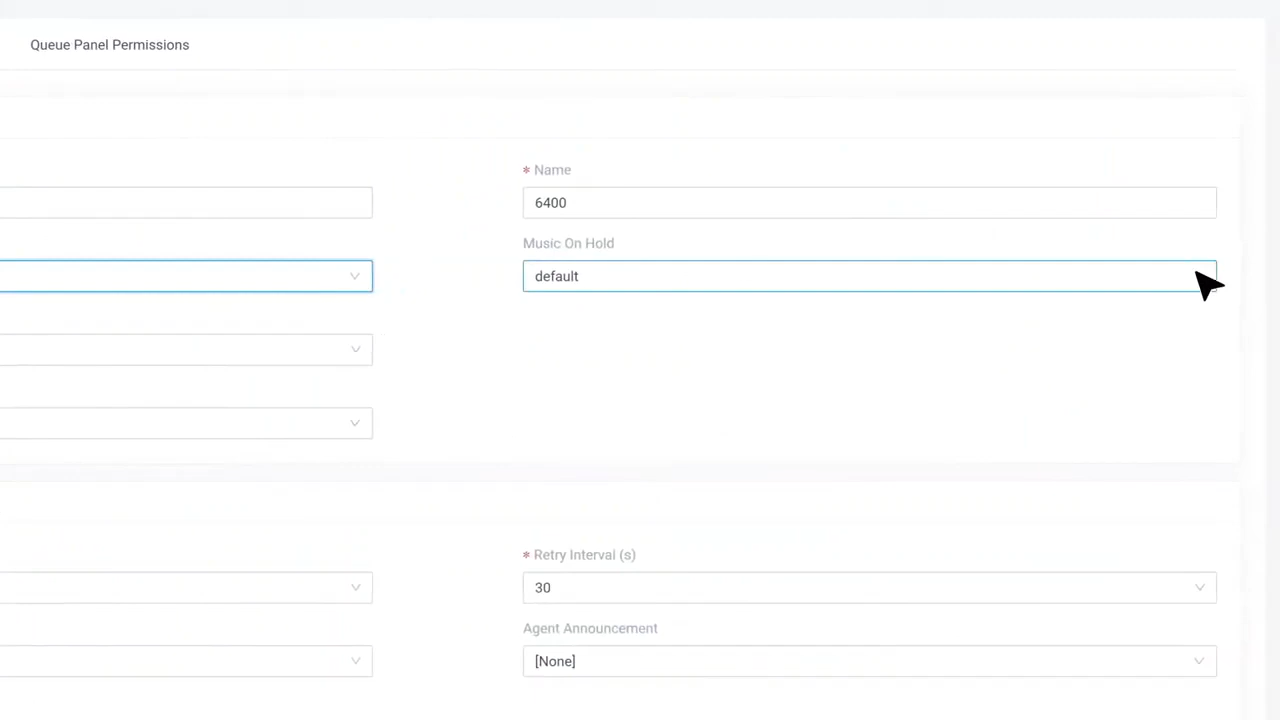 Queue Panel Permissions
* Name
6400
Music On Hold
default
* Retry Interval (s)
30
Agent Announcement
[None]